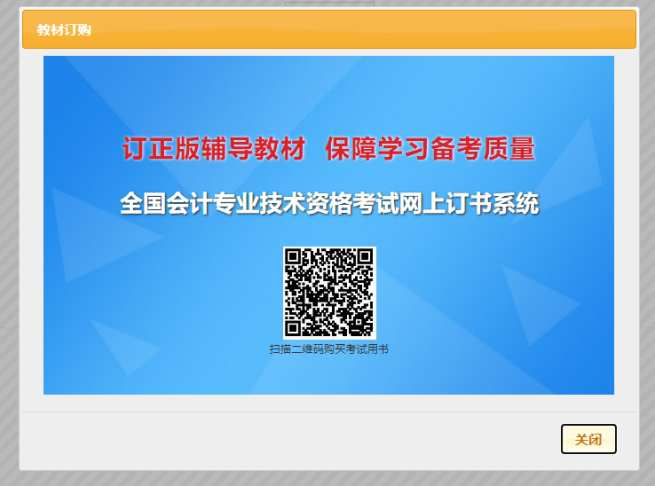 教材订购
订正版辅导教材 保障学习备考质量
全国会计专业技术资格考试网上订书系统
扫描二维码购买考试用书
关闭